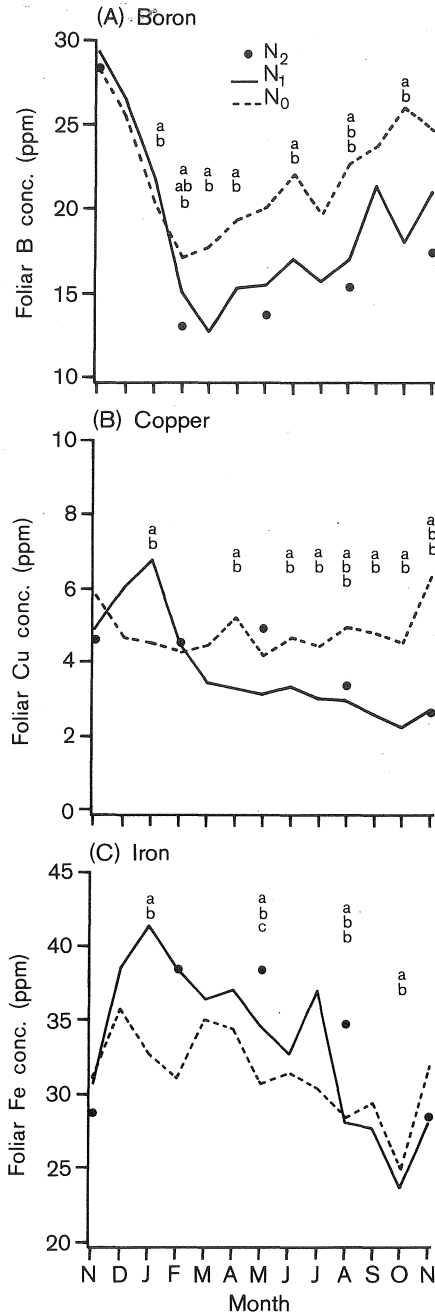 (A) Boron
30
25
20
15
10
Foliar B conc. (ppm)
N2
N1
N0
a
b
a
ab
b
a
b
a
b
a
b
a
b
b
a
b
(B) Copper
10
8
6
4
2
0
Foliar Cu conc. (ppm)
a
b
a
b
a
b
a
b
a
b
b
a
b
a
b
a
b
b
(C) Iron
45
40
35
30
25
20
Foliar Fe conc. (ppm)
a
b
a
b
c
a
b
b
a
b
N D J F M A M J J A S O N
Month